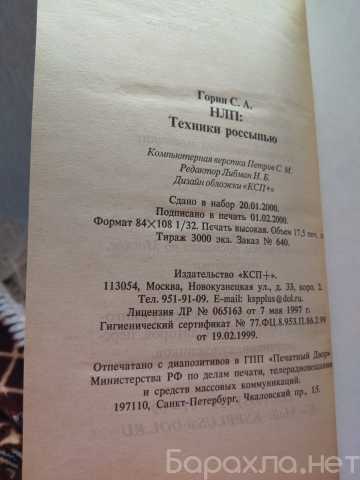 Горин С. А.
НЛП:
Техники россыпью
Компьютерная верстка Петров С. М.
Редактор Либман Н. Б.
Дизайн обложки «КСП+»
Сдано в набор 20.01.2000.
Подписано в печать 01.02.2000.
Формат 84×108 1/32. Печать высокая. Объем 17,5 печ. л.
Тираж 3000 экз. Заказ № 640.
Издательство «КСП+».
113054, Москва, Новокузнецкая ул., д. 33, кор. 2
Тел. 951-91-09. E-mail: kspplus@dol.ru
Лицензия ЛР № 065163 от 7 мая 1997 г.
Гигиенический сертификат № 77.ФЦ.8.953.П.86.2.99
от 19.02.1999.
Отпечатано с диапозитивов в ГПП «Печатный Двор»
Министерства РФ по делам печати, телерадиовещания
и средств массовых коммуникаций.
197110, Санкт-Петербург, Чкаловский пр., 15.
Барахла.нет